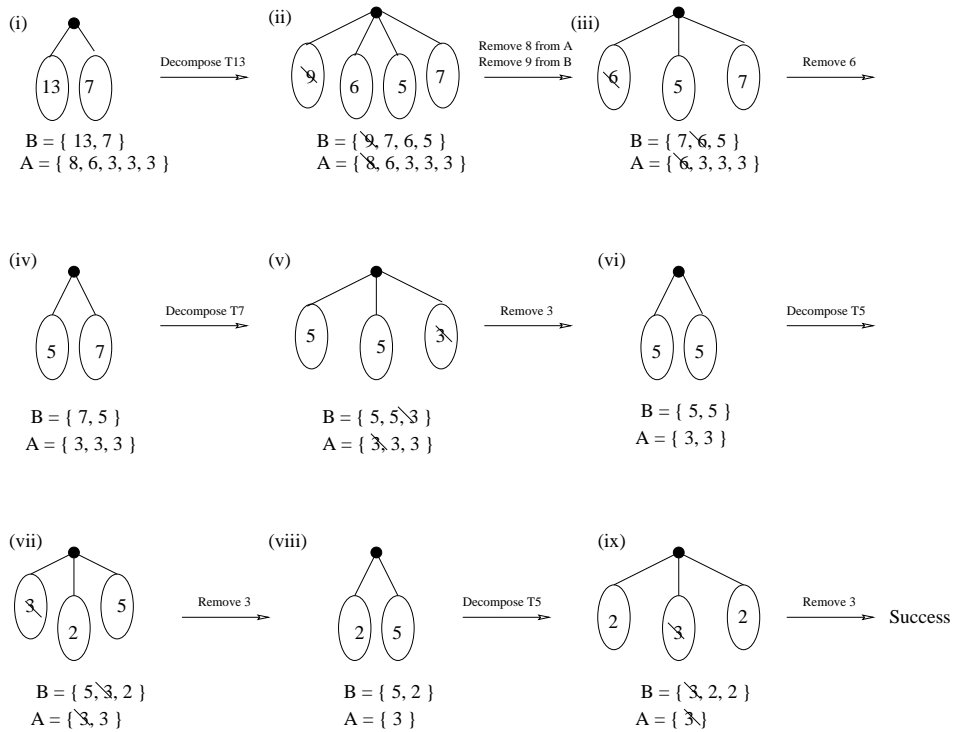 (i)
13 7
B = { 13, 7 }
A = { 8, 6, 3, 3, 3 }
Decompose T13
(ii)
9 6 5 7
B = { 9, 7, 6, 5 }
A = { 8, 6, 3, 3, 3 }
Remove 8 from A
Remove 9 from B
(iii)
6 5 7
B = { 7, 6, 5 }
A = { 6, 3, 3, 3 }
Remove 6
(iv)
5 7
B = { 7, 5 }
A = { 3, 3, 3 }
Decompose T7
(v)
5 5 3
B = { 5, 5, 3 }
A = { 3, 3, 3 }
Remove 3
(vi)
5 5
B = { 5, 5 }
A = { 3, 3 }
Decompose T5
(vii)
3 2 5
B = { 5, 3, 2 }
A = { 3, 3 }
Remove 3
(viii)
2 5
B = { 5, 2 }
A = { 3 }
Decompose T5
(ix)
2 3 2
B = { 3, 2, 2 }
A = { 3 }
Remove 3
Success